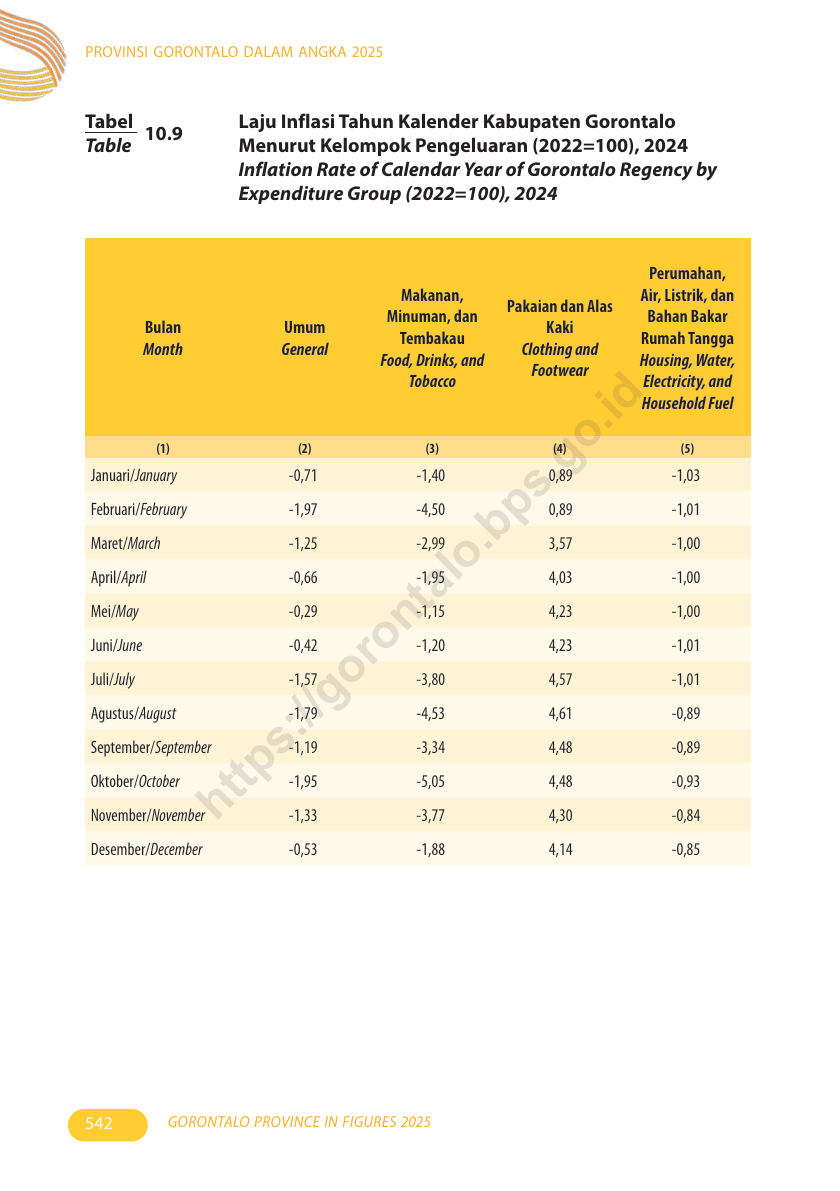 PROVINSI GORONTALO DALAM ANGKA 2025
Tabel
Table
10.9
Laju Inflasi Tahun Kalender Kabupaten Gorontalo
Menurut Kelompok Pengeluaran (2022=100), 2024
Inflation Rate of Calendar Year of Gorontalo Regency by
Expenditure Group (2022=100), 2024
Bulan
Month
Umum
General
Makanan,
Minuman, dan
Tembakau
Food, Drinks, and
Tobacco
Pakaian dan Alas
Kaki
Clothing and
Footwear
Perumahan,
Air, Listrik, dan
Bahan Bakar
Rumah Tangga
Housing, Water,
Electricity, and
Household Fuel
(1) (2) (3) (4) (5)
Januari/January -0,71 -1,40 0,89 -1,03
Februari/February -1,97 -4,50 0,89 -1,01
Maret/March -1,25 -2,99 3,57 -1,00
April/April -0,66 -1,95 4,03 -1,00
Mei/May -0,29 -1,15 4,23 -1,00
Juni/June -0,42 -1,20 4,23 -1,01
Juli/July -1,57 -3,80 4,57 -1,01
Agustus/August -1,79 -4,53 4,61 -0,89
September/September -1,19 -3,34 4,48 -0,89
Oktober/October -1,95 -5,05 4,48 -0,93
November/November -1,33 -3,77 4,30 -0,84
Desember/December -0,53 -1,88 4,14 -0,85
https://gorontalo.bps.go.id
542
GORONTALO PROVINCE IN FIGURES 2025